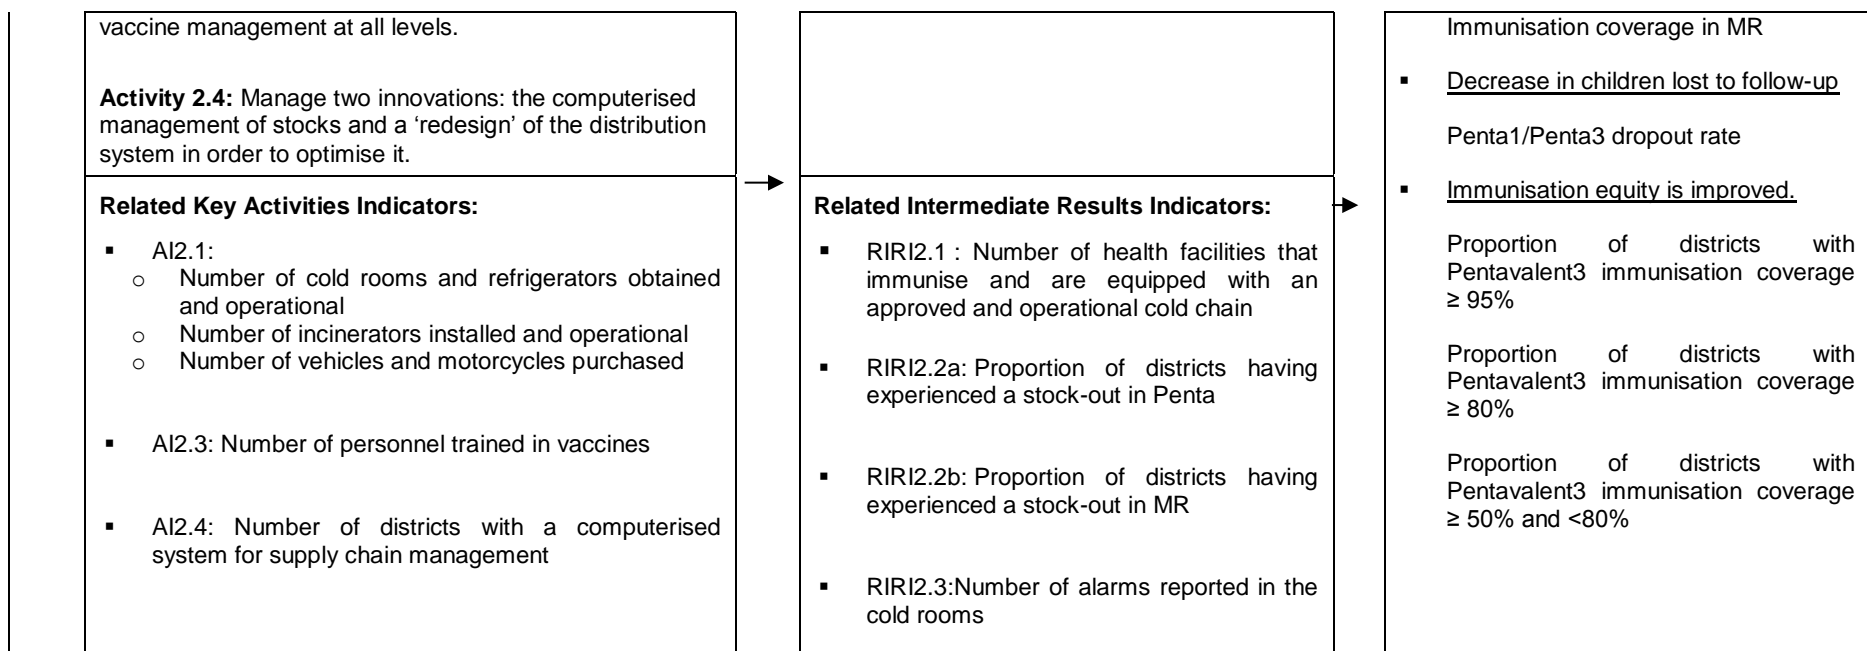 vaccine management at all levels.
Activity 2.4: Manage two innovations: the computerised
management of stocks and a ‘redesign’ of the distribution
system in order to optimise it.
Related Key Activities Indicators:
▪ AI2.1:
o Number of cold rooms and refrigerators obtained
and operational
o Number of incinerators installed and operational
o Number of vehicles and motorcycles purchased
▪ AI2.3: Number of personnel trained in vaccines
▪ AI2.4: Number of districts with a computerised
system for supply chain management
Related Intermediate Results Indicators:
▪ RIRI2.1 : Number of health facilities that
immunise and are equipped with an
approved and operational cold chain
▪ RIRI2.2a: Proportion of districts having
experienced a stock-out in Penta
▪ RIRI2.2b: Proportion of districts having
experienced a stock-out in MR
▪ RIRI2.3:Number of alarms reported in the
cold rooms
Immunisation coverage in MR
▪ Decrease in children lost to follow-up
Penta1/Penta3 dropout rate
▪ Immunisation equity is improved.
Proportion of districts with
Pentavalent3 immunisation coverage
≥ 95%
Proportion of districts with
Pentavalent3 immunisation coverage
≥ 80%
Proportion of districts with
Pentavalent3 immunisation coverage
≥ 50% and <80%